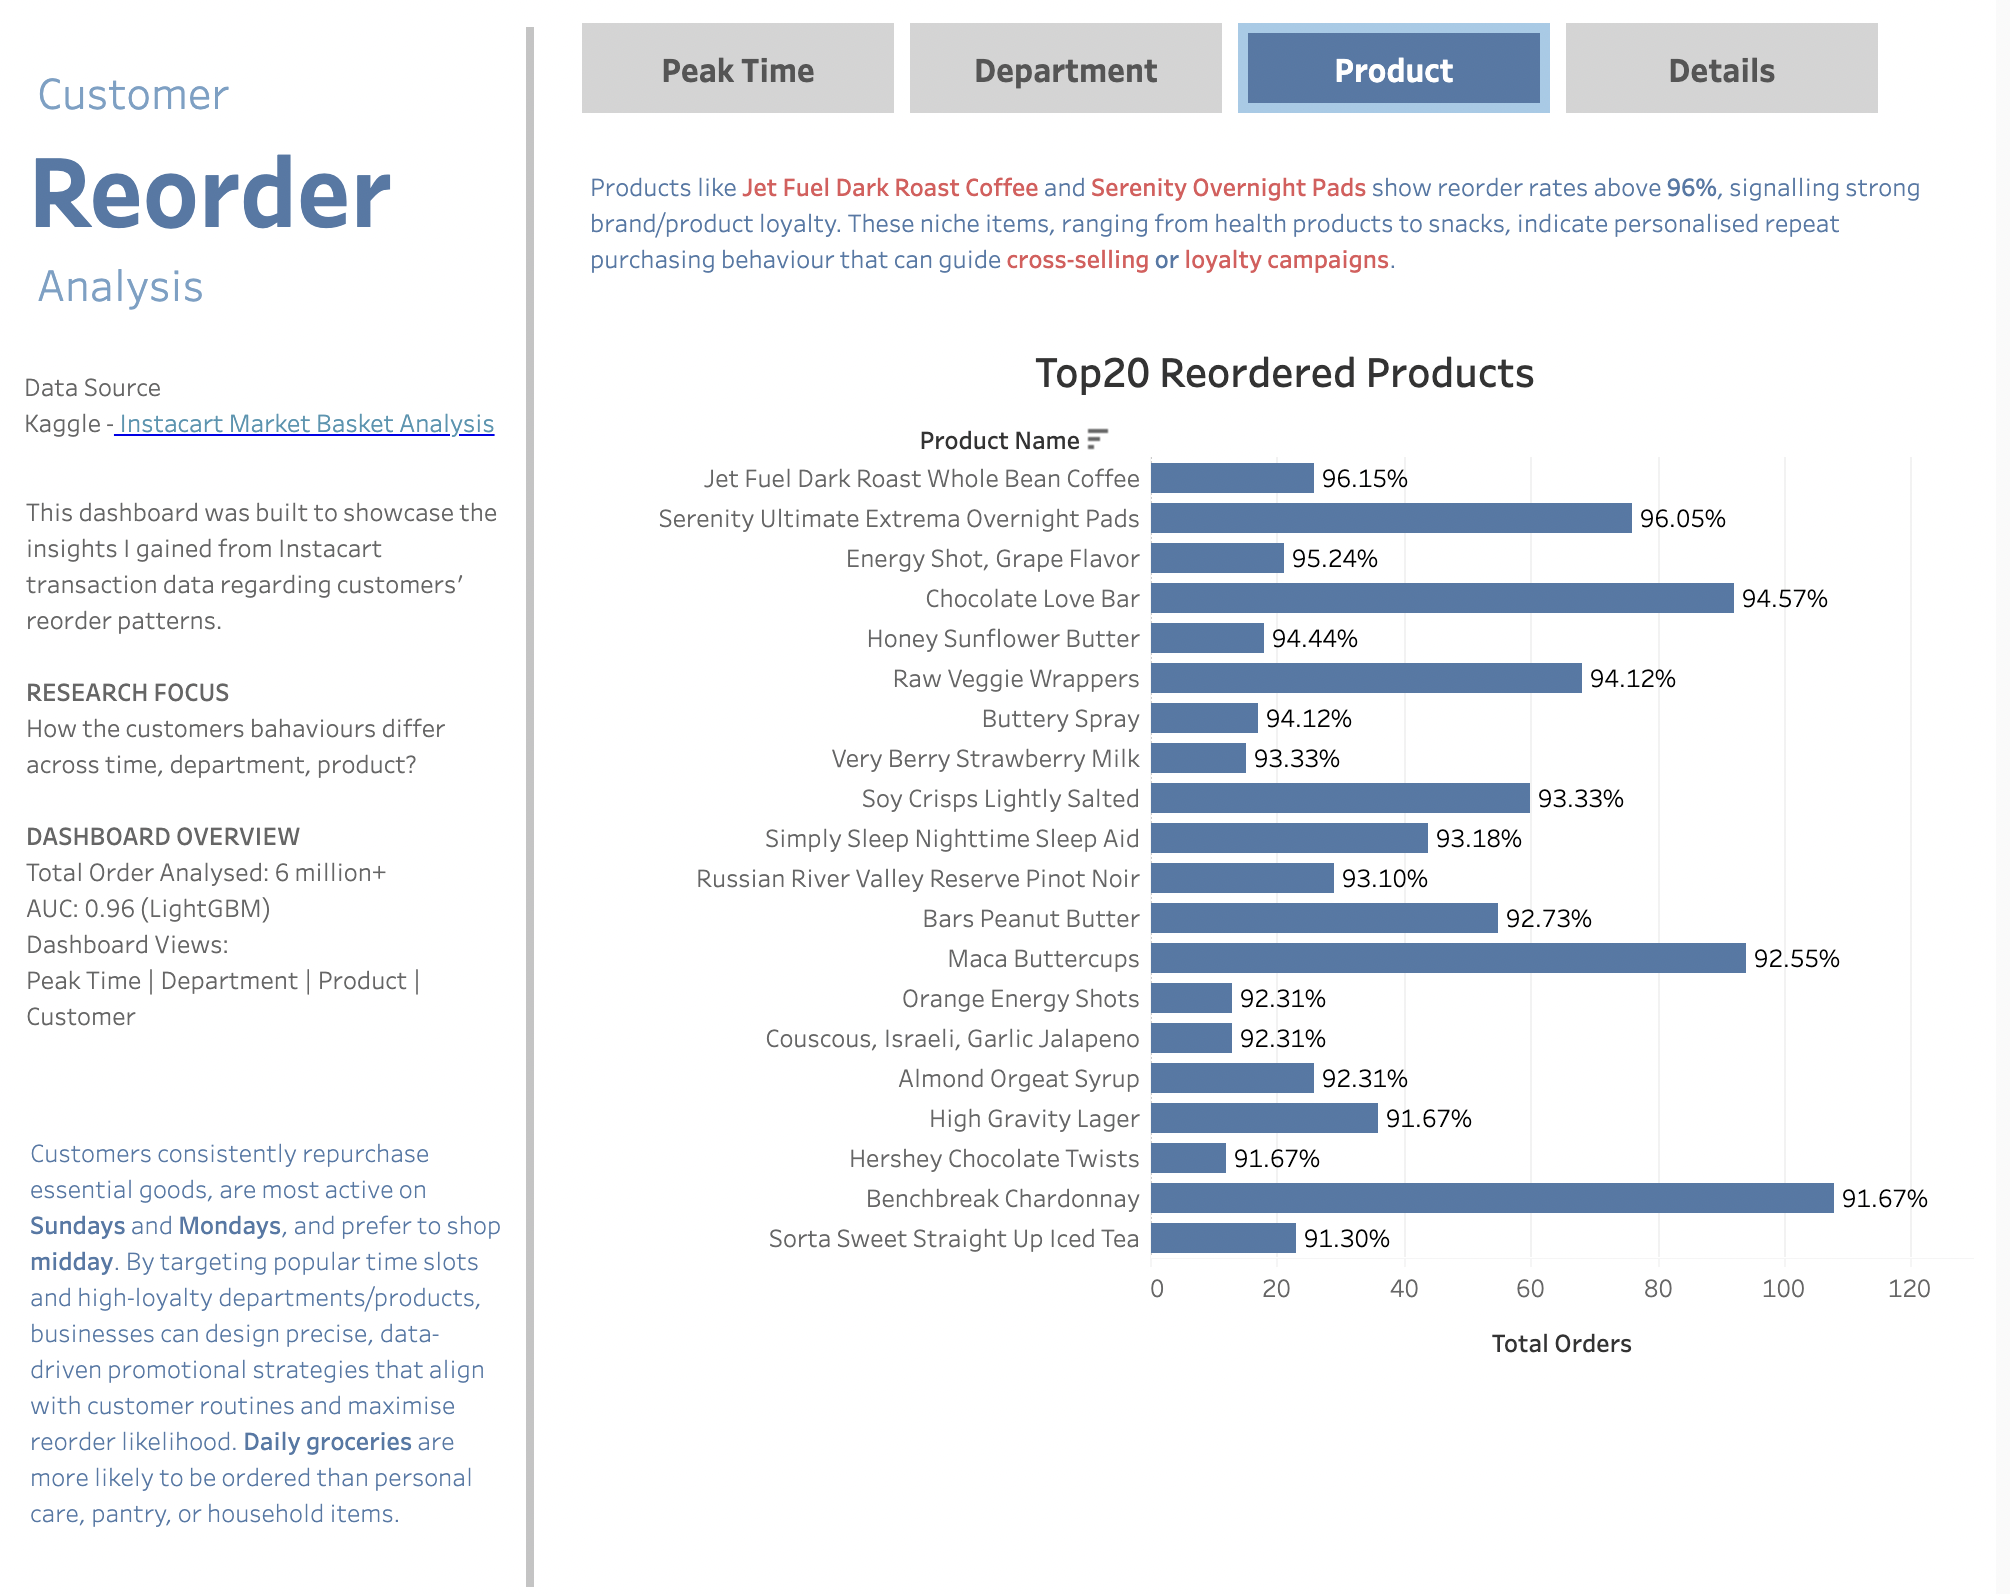 Customer
Reorder
Analysis
Data Source
Kaggle - Instacart Market Basket Analysis
This dashboard was built to showcase the
insights I gained from Instacart
transaction data regarding customers’
reorder patterns.
RESEARCH FOCUS
How the customers bahaviours differ
across time, department, product?
DASHBOARD OVERVIEW
Total Order Analysed: 6 million+
AUC: 0.96 (LightGBM)
Dashboard Views:
Peak Time | Department | Product |
Customer
Customers consistently repurchase
essential goods, are most active on
Sundays and Mondays, and prefer to shop
midday. By targeting popular time slots
and high-loyalty departments/products,
businesses can design precise, data-
driven promotional strategies that align
with customer routines and maximise
reorder likelihood. Daily groceries are
more likely to be ordered than personal
care, pantry, or household items.
Peak Time Department Product Details
Products like Jet Fuel Dark Roast Coffee and Serenity Overnight Pads show reorder rates above 96%, signalling strong
brand/product loyalty. These niche items, ranging from health products to snacks, indicate personalised repeat
purchasing behaviour that can guide cross-selling or loyalty campaigns.
Top20 Reordered Products
Product Name
Jet Fuel Dark Roast Whole Bean Coffee 96.15%
Serenity Ultimate Extrema Overnight Pads 96.05%
Energy Shot, Grape Flavor 95.24%
Chocolate Love Bar 94.57%
Honey Sunflower Butter 94.44%
Raw Veggie Wrappers 94.12%
Buttery Spray 94.12%
Very Berry Strawberry Milk 93.33%
Soy Crisps Lightly Salted 93.33%
Simply Sleep Nighttime Sleep Aid 93.18%
Russian River Valley Reserve Pinot Noir 93.10%
Bars Peanut Butter 92.73%
Maca Buttercups 92.55%
Orange Energy Shots 92.31%
Couscous, Israeli, Garlic Jalapeno 92.31%
Almond Orgeat Syrup 92.31%
High Gravity Lager 91.67%
Hershey Chocolate Twists 91.67%
Benchbreak Chardonnay 91.67%
Sorta Sweet Straight Up Iced Tea 91.30%
0 20 40 60 80 100 120
Total Orders